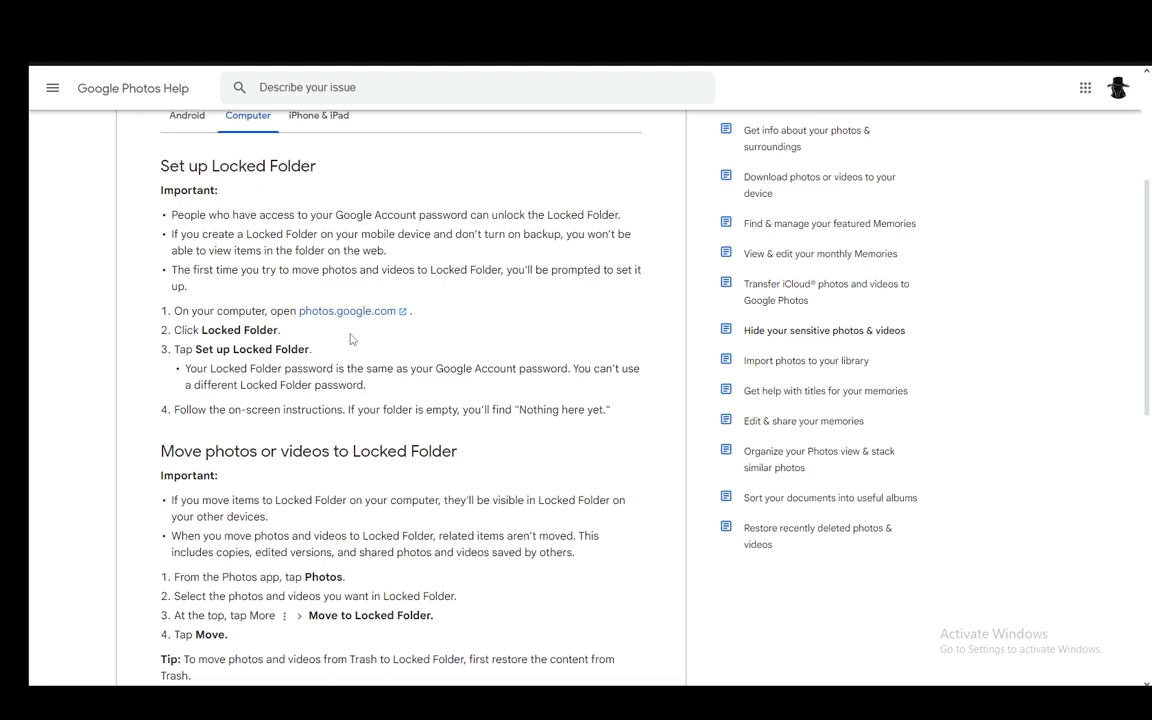 Google Photos Help
Describe your issue
Android Computer iPhone & iPad
Set up Locked Folder
Important:
• People who have access to your Google Account password can unlock the Locked Folder.
• If you create a Locked Folder on your mobile device and don't turn on backup, you won't be
able to view items in the folder on the web.
• The first time you try to move photos and videos to Locked Folder, you'll be prompted to set it
up.
1. On your computer, open photos.google.com .
2. Click Locked Folder.
3. Tap Set up Locked Folder.
• Your Locked Folder password is the same as your Google Account password. You can't use
a different Locked Folder password.
4. Follow the on-screen instructions. If your folder is empty, you'll find "Nothing here yet."
Move photos or videos to Locked Folder
Important:
• If you move items to Locked Folder on your computer, they'll be visible in Locked Folder on
your other devices.
• When you move photos and videos to Locked Folder, related items aren't moved. This
includes copies, edited versions, and shared photos and videos saved by others.
1. From the Photos app, tap Photos.
2. Select the photos and videos you want in Locked Folder.
3. At the top, tap More > Move to Locked Folder.
4. Tap Move.
Tip: To move photos and videos from Trash to Locked Folder, first restore the content from
Trash.
Get info about your photos &
surroundings
Download photos or videos to your
device
Find & manage your featured Memories
View & edit your monthly Memories
Transfer iCloud® photos and videos to
Google Photos
Hide your sensitive photos & videos
Import photos to your library
Get help with titles for your memories
Edit & share your memories
Organize your Photos view & stack
similar photos
Sort your documents into useful albums
Restore recently deleted photos &
videos
Activate Windows
Go to Settings to activate Windows.